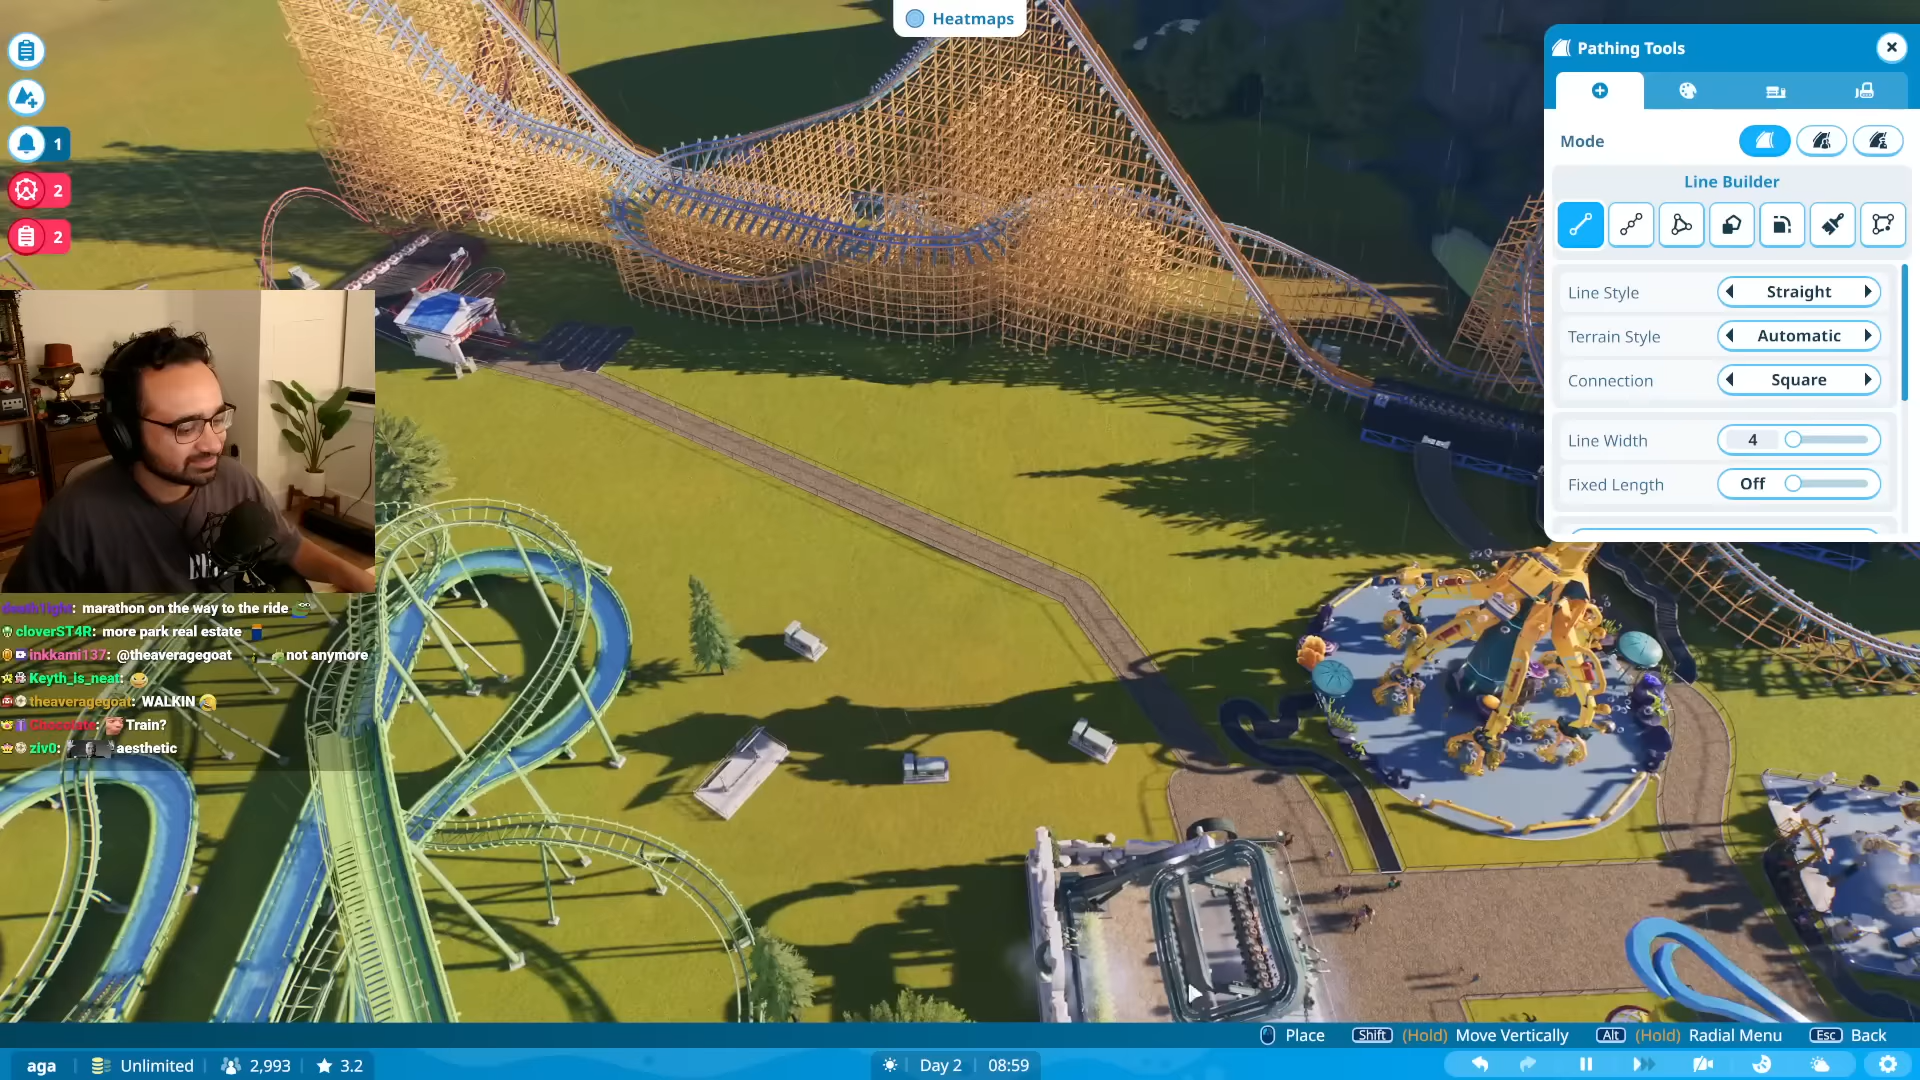 Heatmaps
Pathing Tools
1
2
2
Mode
Line Builder
Line Style
Straight
Terrain Style
Automatic
Connection
Square
Line Width
4
Fixed Length
Off
marathon on the way to the ride
cloverST4R: more park real estate
inkkami137: @theaveragegoat not anymore
Keyth_is_neat:
theaveragegoat: WALKIN
Chocolate: Train?
ziv0: aesthetic
Place
Shift (Hold) Move Vertically
Alt (Hold) Radial Menu
Esc Back
aga
Unlimited
2,993
3.2
Day 2
08:59